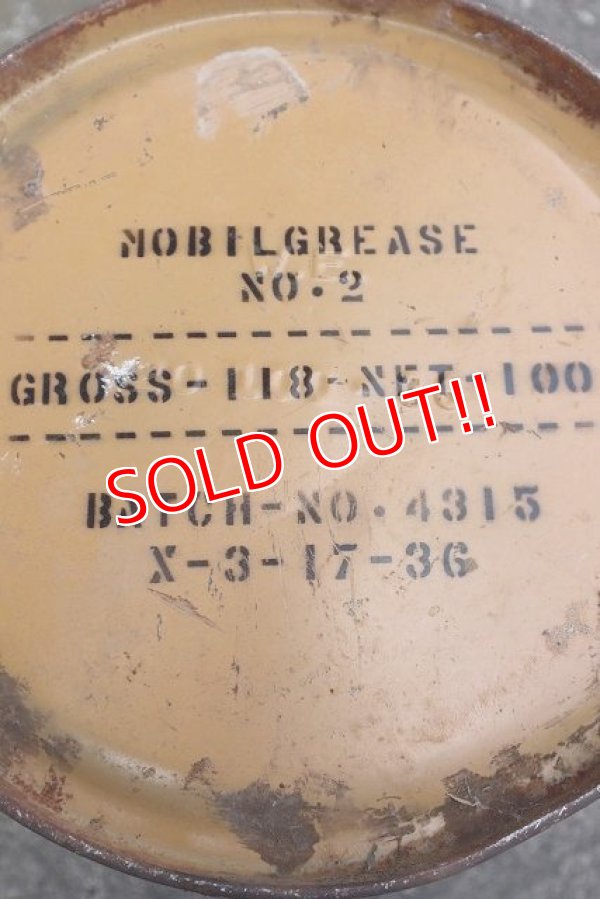 MOBILGREASE
NO.2
GROSS-118-NET-100
SOLD OUT!!
BATCH-NO.4315
X-3-17-36